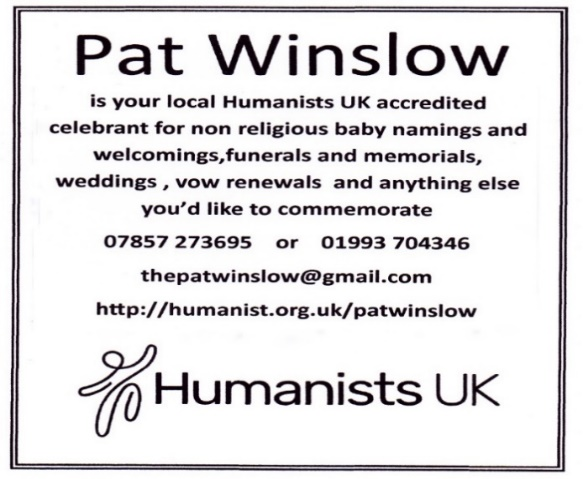 Pat Winslow
is your local Humanists UK accredited
celebrant for non religious baby namings and
welcomings,funerals and memorials,
weddings , vow renewals  and anything else
you'd like to commemorate
07857 273695   or   01993 704346
thepatwinslow@gmail.com
http://humanist.org.uk/patwinslow
Humanists UK